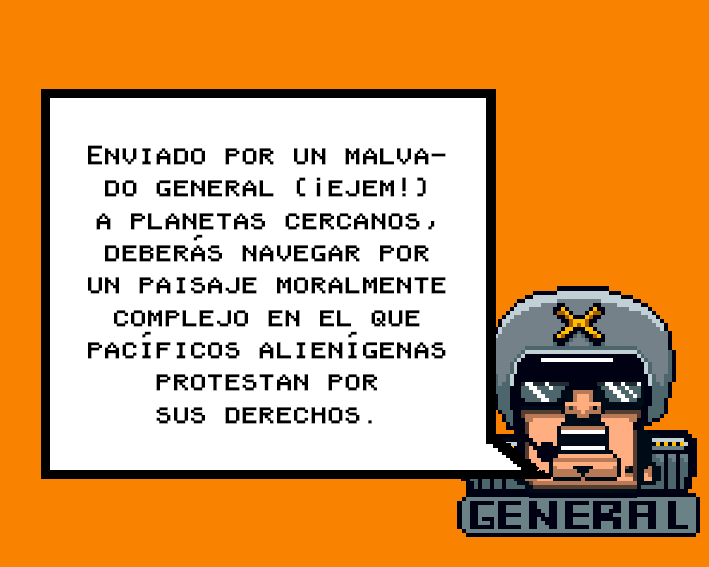 ENVIADO POR UN MALVA-
DO GENERAL (¡EJEM!)
A PLANETAS CERCANOS,
DEBERÁS NAVEGAR POR
UN PAISAJE MORALMENTE
COMPLEJO EN EL QUE
PACÍFICOS ALIENÍGENAS
PROTESTAN POR
SUS DERECHOS.
GENERAL